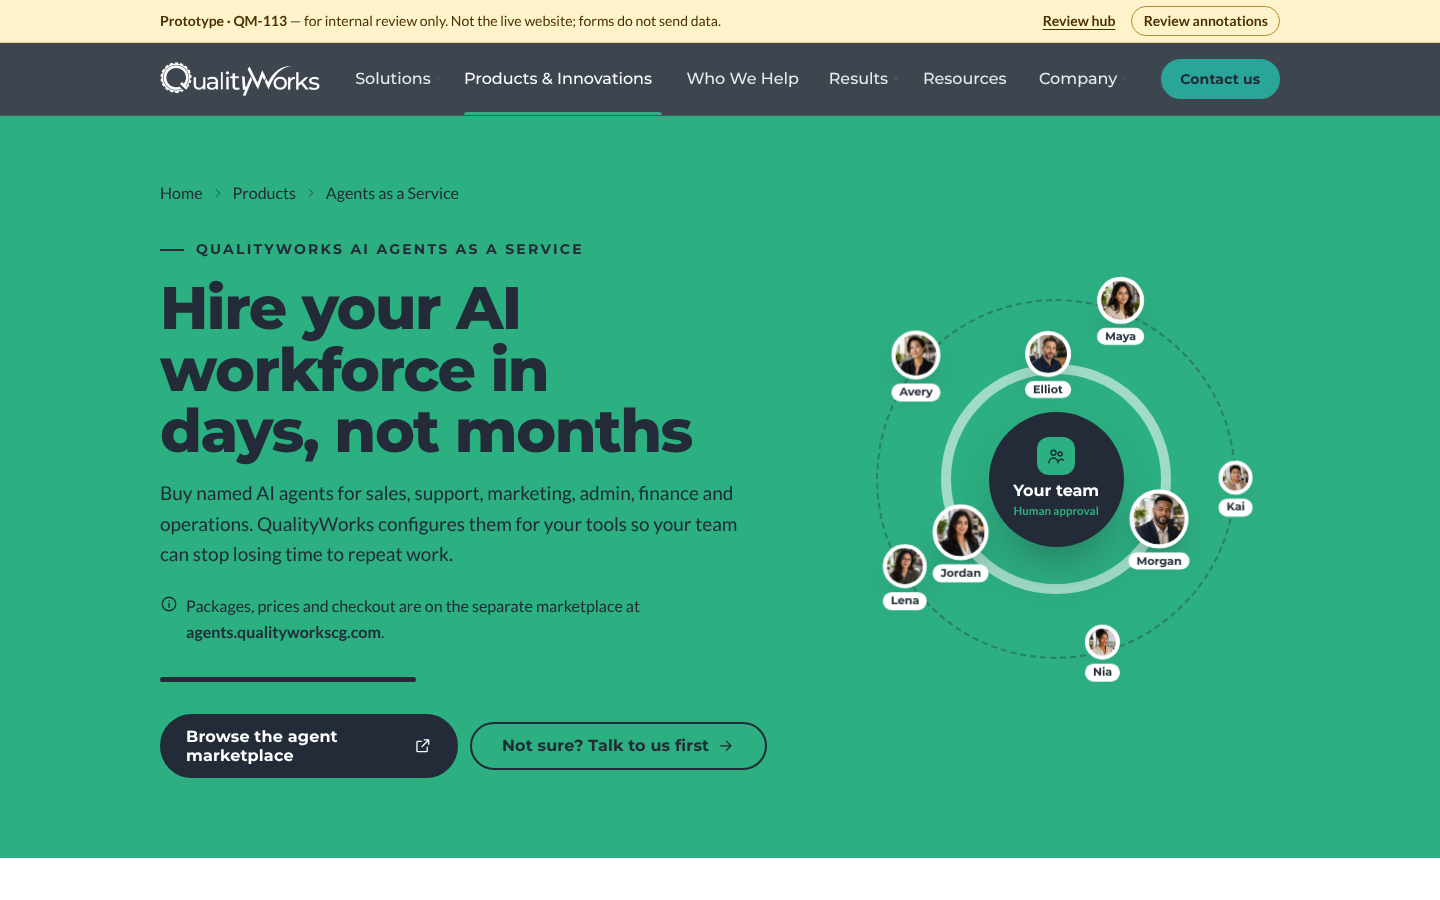 Prototype · QM-113 — for internal review only. Not the live website; forms do not send data.
Review hub
Review annotations
QualityWorks
Solutions
Products & Innovations
Who We Help
Results
Resources
Company
Contact us
Home
Products
Agents as a Service
QUALITYWORKS AI AGENTS AS A SERVICE
Hire your AI
workforce in
days, not months
Buy named AI agents for sales, support, marketing, admin, finance and
operations. QualityWorks configures them for your tools so your team
can stop losing time to repeat work.
Packages, prices and checkout are on the separate marketplace at
agents.qualityworkscg.com.
Browse the agent
marketplace
Not sure? Talk to us first
Maya
Avery
Elliot
Your team
Human approval
Kai
Morgan
Jordan
Lena
Nia